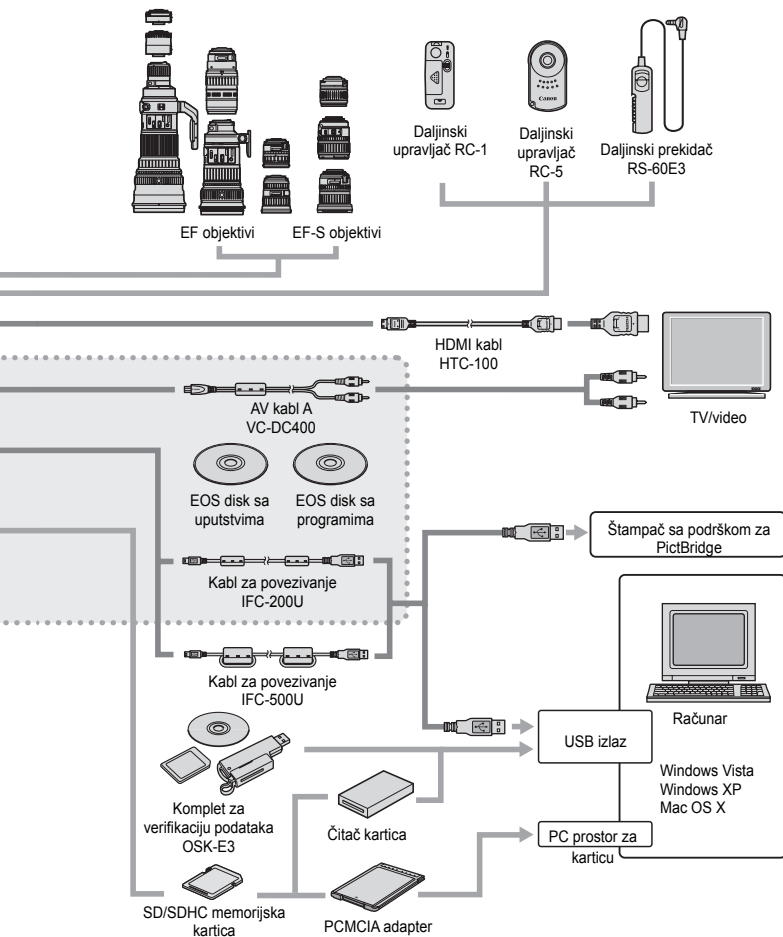 Canon
Daljinski
upravljač RC-1
Daljinski
upravljač
RC-5
Daljinski prekidač
RS-60E3
EF objektivi
EF-S objektivi
HDMI kabl
HTC-100
TV/video
AV kabl A
VC-DC400
EOS disk sa
uputstvima
EOS disk sa
programima
Štampač sa podrškom za
PictBridge
Kabl za povezivanje
IFC-200U
Kabl za povezivanje
IFC-500U
Računar
USB izlaz
Windows Vista
Windows XP
Mac OS X
Komplet za
verifikaciju podataka
OSK-E3
Čitač kartica
PC prostor za
karticu
SD/SDHC memorijska
kartica
PCMCIA adapter